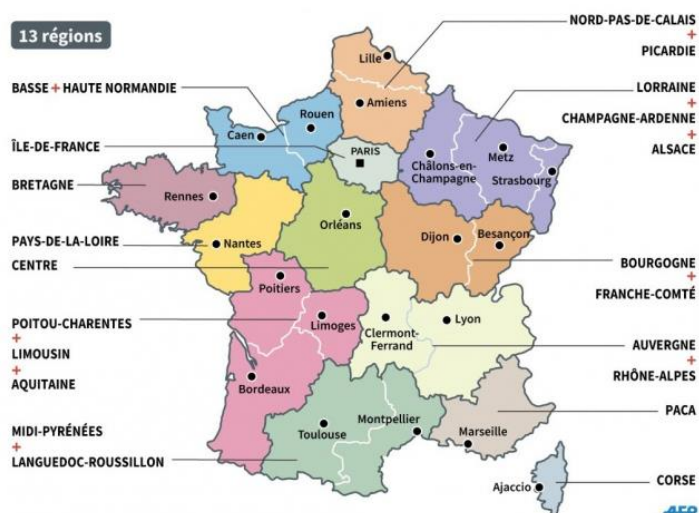 13 régions
NORD-PAS-DE-CALAIS
+
PICARDIE
BASSE + HAUTE NORMANDIE
LORRAINE
+
CHAMPAGNE-ARDENNE
+
ALSACE
ÎLE-DE-FRANCE
BRETAGNE
PAYS-DE-LA-LOIRE
CENTRE
BOURGOGNE
+
FRANCHE-COMTÉ
POITOU-CHARENTES
+
LIMOUSIN
+
AQUITAINE
AUVERGNE
+
RHÔNE-ALPES
MIDI-PYRÉNÉES
+
LANGUEDOC-ROUSSILLON
PACA
CORSE
Lille
Amiens
Rouen
Caen
PARIS
Châlons-en-
Champagne
Metz
Strasbourg
Rennes
Nantes
Orléans
Dijon
Besançon
Poitiers
Limoges
Clermont-
Ferrand
Lyon
Bordeaux
Toulouse
Montpellier
Marseille
Ajaccio
AFP